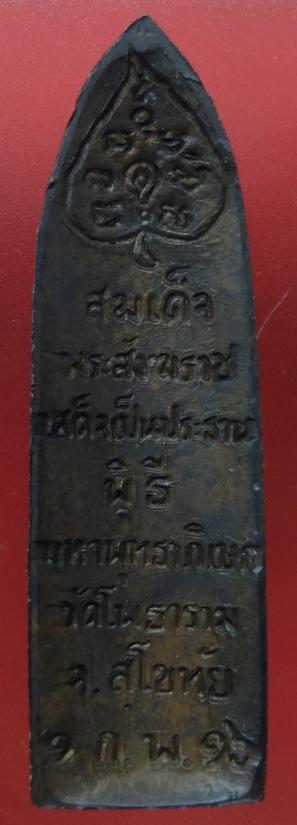 สมเด็จ
พระสังฆราช
เสด็จเป็นประธาน
พิธี
มหาพุทธาภิเษก
วัดโพธาราม
จ. สุโขทัย
๑ ก. พ. ๑๖